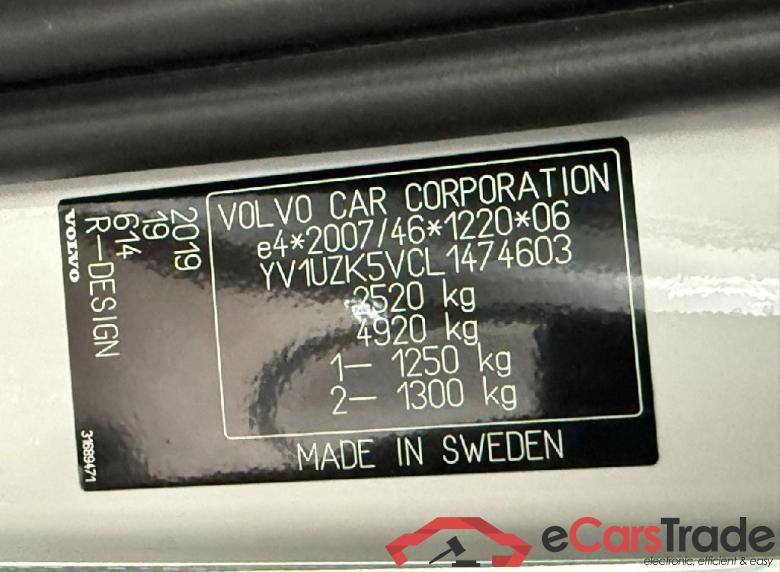 VOLVO CAR CORPORATION
e4*2007/46*1220*06
YV1UZK5VCL1474603
2520 kg
4920 kg
1- 1250 kg
2- 1300 kg
MADE IN SWEDEN
2019
19
614
R-DESIGN
VOLVO
31689471
eCarsTrade
electronic, efficient & easy